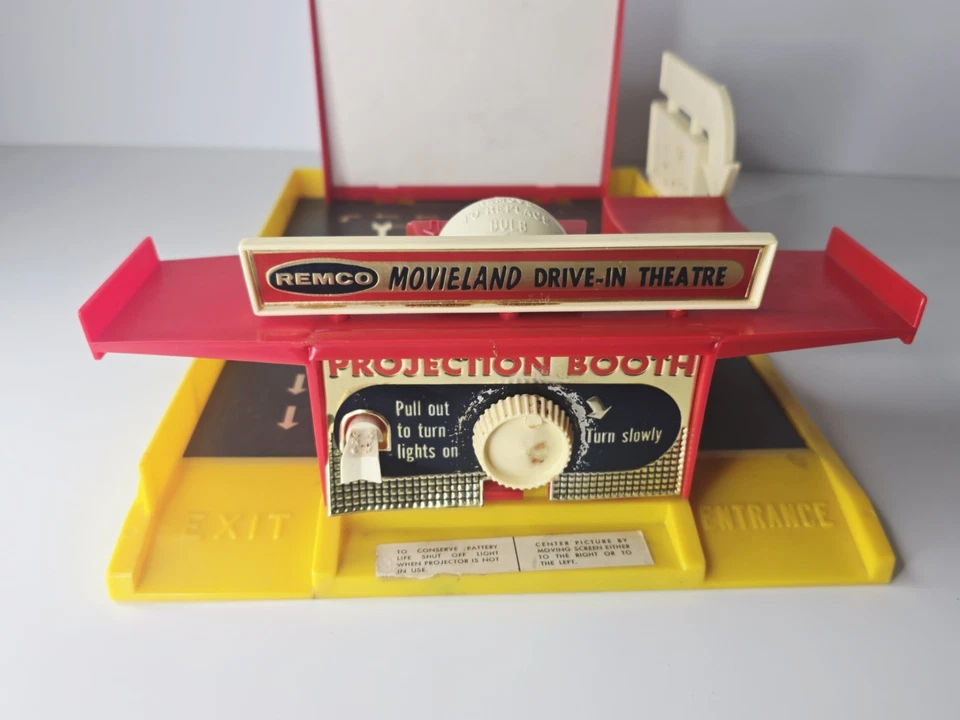 TO REPLACE
BULB
REMCO MOVIELAND DRIVE-IN THEATRE
PROJECTION BOOTH
Pull out
to turn
lights on
Turn slowly
EXIT
ENTRANCE
TO CONSERVE BATTERY
LIFE SHUT OFF LIGHT
WHEN PROJECTOR IS NOT
IN USE.
CENTER PICTURE BY
MOVING SCREEN EITHER
TO THE RIGHT OR TO
THE LEFT.